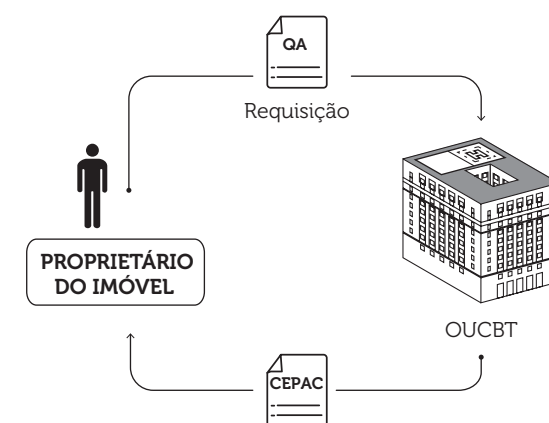 QA
Requisição
PROPRIETÁRIO
DO IMÓVEL
OUCBT
CEPAC